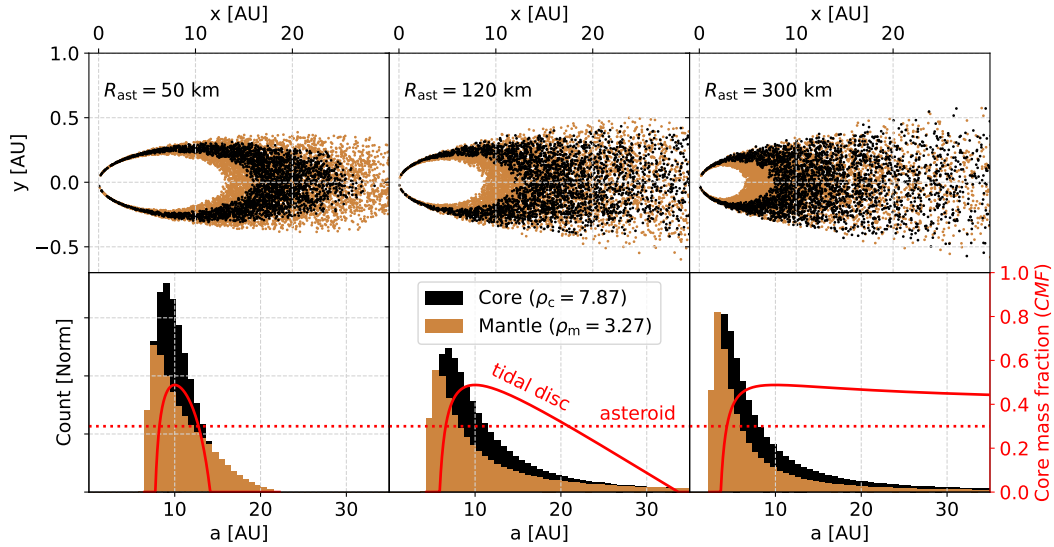 x [AU] x [AU] x [AU]
0 10 20 0 10 20 0 10 20
1.0
R_ast = 50 km R_ast = 120 km R_ast = 300 km
0.5
y [AU]
0.0
−0.5
1.0
Core (ρ_c = 7.87)
Mantle (ρ_m = 3.27)
0.8
Count [Norm]
0.6
tidal disc
0.4
asteroid
Core mass fraction (CMF)
0.2
0.0
10 20 30 10 20 30 10 20 30
a [AU] a [AU] a [AU]